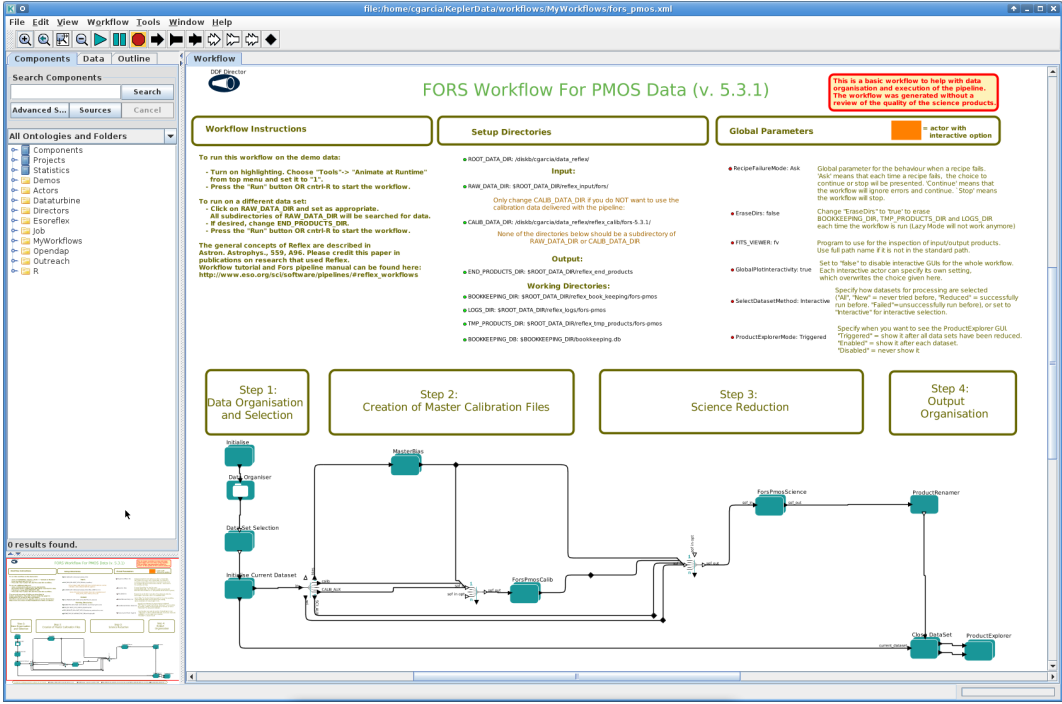 file:/home/cgarcia/KeplerData/workflows/MyWorkflows/fors_pmos.xml
File Edit View Workflow Tools Window Help
Components Data Outline
Workflow
Search Components
Search
Advanced S... Sources Cancel
All Ontologies and Folders
Components
Projects
Statistics
Demos
Actors
Dataturbine
Directors
Esoreflex
Job
MyWorkflows
Opendap
Outreach
R
0 results found.
DDF Director
FORS Workflow For PMOS Data (v. 5.3.1)
This is a basic workflow to help with data
organisation and execution of the pipeline.
The workflow was generated without a
review of the quality of the science products.
Workflow Instructions
Setup Directories
Global Parameters
= actor with
interactive option
To run this workflow on the demo data:
- Turn on highlighting. Choose "Tools"-> "Animate at Runtime"
from top menu and set it to "1".
- Press the "Run" button OR cntrl-R to start the workflow.
To run on a different data set:
- Click on RAW_DATA_DIR and set as appropriate.
- All subdirectories of RAW_DATA_DIR will be searched for data.
- If desired, change END_PRODUCTS_DIR.
- Press the "Run" button OR cntrl-R to start the workflow.
The general concepts of Reflex are described in
Astron. Astrophys., 559, A96. Please credit this paper in
publications on research that used Reflex.
Workflow tutorial and Fors pipeline manual can be found here:
http://www.eso.org/sci/software/pipelines/#reflex_workflows
ROOT_DATA_DIR: /diskb/cgarcia/data_reflex/
Input:
RAW_DATA_DIR: $ROOT_DATA_DIR/reflex_input/fors/
Only change CALIB_DATA_DIR if you do NOT want to use the
calibration data delivered with the pipeline:
CALIB_DATA_DIR: /diskb/cgarcia/data_reflex/reflex_calib/fors-5.3.1/
None of the directories below should be a subdirectory of
RAW_DATA_DIR or CALIB_DATA_DIR
Output:
END_PRODUCTS_DIR: $ROOT_DATA_DIR/reflex_end_products
Working Directories:
BOOKKEEPING_DIR: $ROOT_DATA_DIR/reflex_book_keeping/fors-pmos
LOGS_DIR: $ROOT_DATA_DIR/reflex_logs/fors-pmos
TMP_PRODUCTS_DIR: $ROOT_DATA_DIR/reflex_tmp_products/fors-pmos
BOOKKEEPING_DB: $BOOKKEEPING_DIR/bookkeeping.db
RecipeFailureMode: Ask
Global parameter for the behaviour when a recipe fails.
'Ask' means that each time a recipe fails, the choice to
continue or stop wil be presented. 'Continue' means that
the workflow will ignore errors and continue. 'Stop' means
the workflow will stop.
EraseDirs: false
Change "EraseDirs" to 'true' to erase
BOOKKEEPING_DIR, TMP_PRODUCTS_DIR and LOGS_DIR
each time the workflow is run (Lazy Mode will not work anymore)
FITS_VIEWER: fv
Program to use for the inspection of input/output products.
Use full path name if it is not in the standard path.
GlobalPlotInteractivity: true
Set to "false" to disable interactive GUIs for the whole workflow.
Each interactive actor can specify its own setting,
which overwrites the choice given here.
SelectDatasetMethod: Interactive
Specify how datasets for processing are selected
("All", "New" = never tried before, "Reduced" = successfully
run before. "Failed"=unsuccessfully run before), or set to
"Interactive" for interactive selection.
ProductExplorerMode: Triggered
Specify when you want to see the ProductExplorer GUI
"Triggered" = show it after all data sets have been reduced.
"Enabled" = show it after each dataset.
"Disabled" = never show it
Step 1:
Data Organisation
and Selection
Step 2:
Creation of Master Calibration Files
Step 3:
Science Reduction
Step 4:
Output
Organisation
Initialise
Data Organiser
DataSet Selection
Initialise Current Dataset
MasterBias
ForsPmosCalib
ForsPmosScience
ProductRenamer
Close DataSet
ProductExplorer